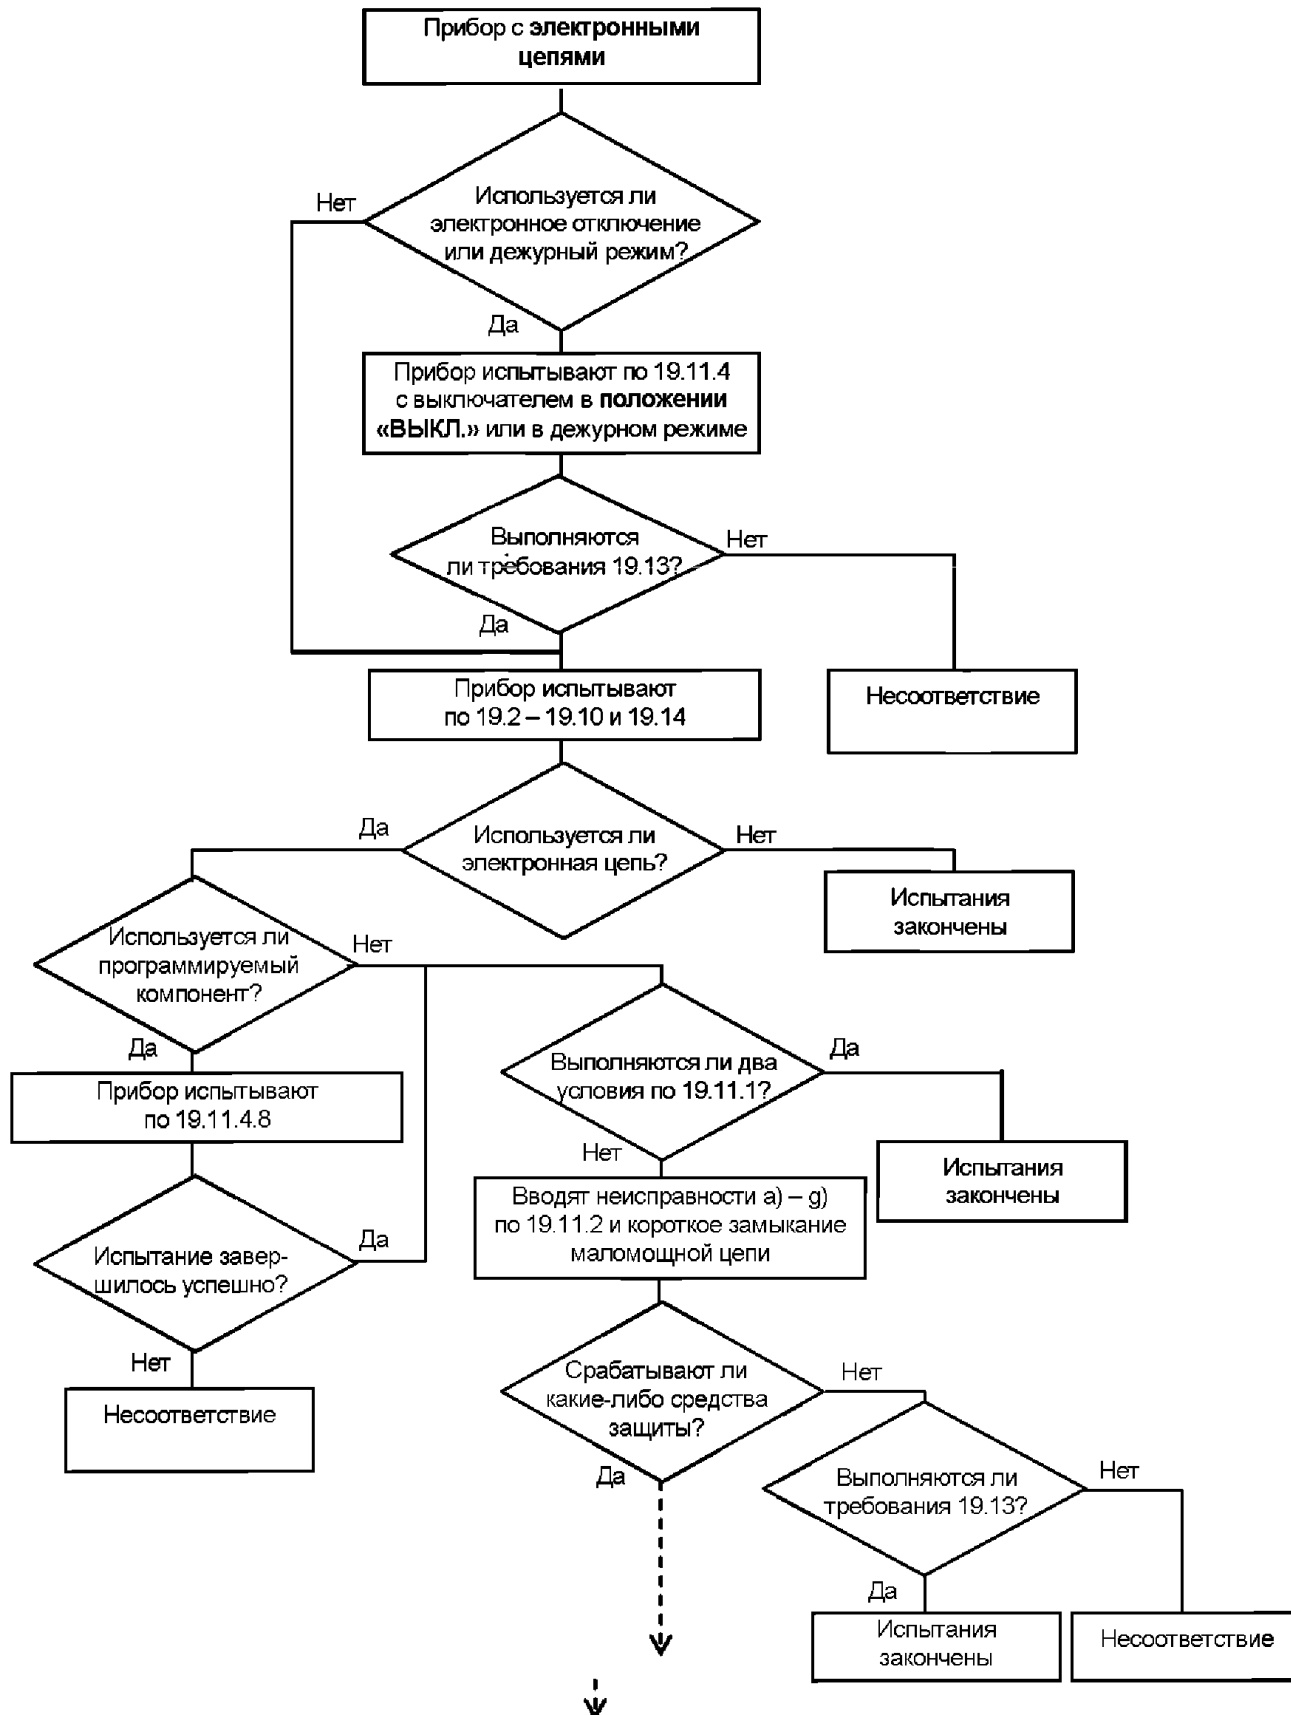 Прибор с электронными
цепями
Нет
Используется ли
электронное отключение
или дежурный режим?
Да
Прибор испытывают по 19.11.4
с выключателем в положении
«ВЫКЛ.» или в дежурном режиме
Выполняются
ли требования 19.13?
Нет
Да
Прибор испытывают
по 19.2 – 19.10 и 19.14
Несоответствие
Да
Используется ли
электронная цепь?
Нет
Испытания
закончены
Используется ли
программируемый
компонент?
Нет
Да
Прибор испытывают
по 19.11.4.8
Выполняются ли два
условия по 19.11.1?
Да
Нет
Испытания
закончены
Вводят неисправности a) – g)
по 19.11.2 и короткое замыкание
маломощной цепи
Испытание завер-
шилось успешно?
Да
Нет
Несоответствие
Срабатывают ли
какие-либо средства
защиты?
Нет
Да
Выполняются ли
требования 19.13?
Нет
Да
Испытания
закончены
Несоответствие